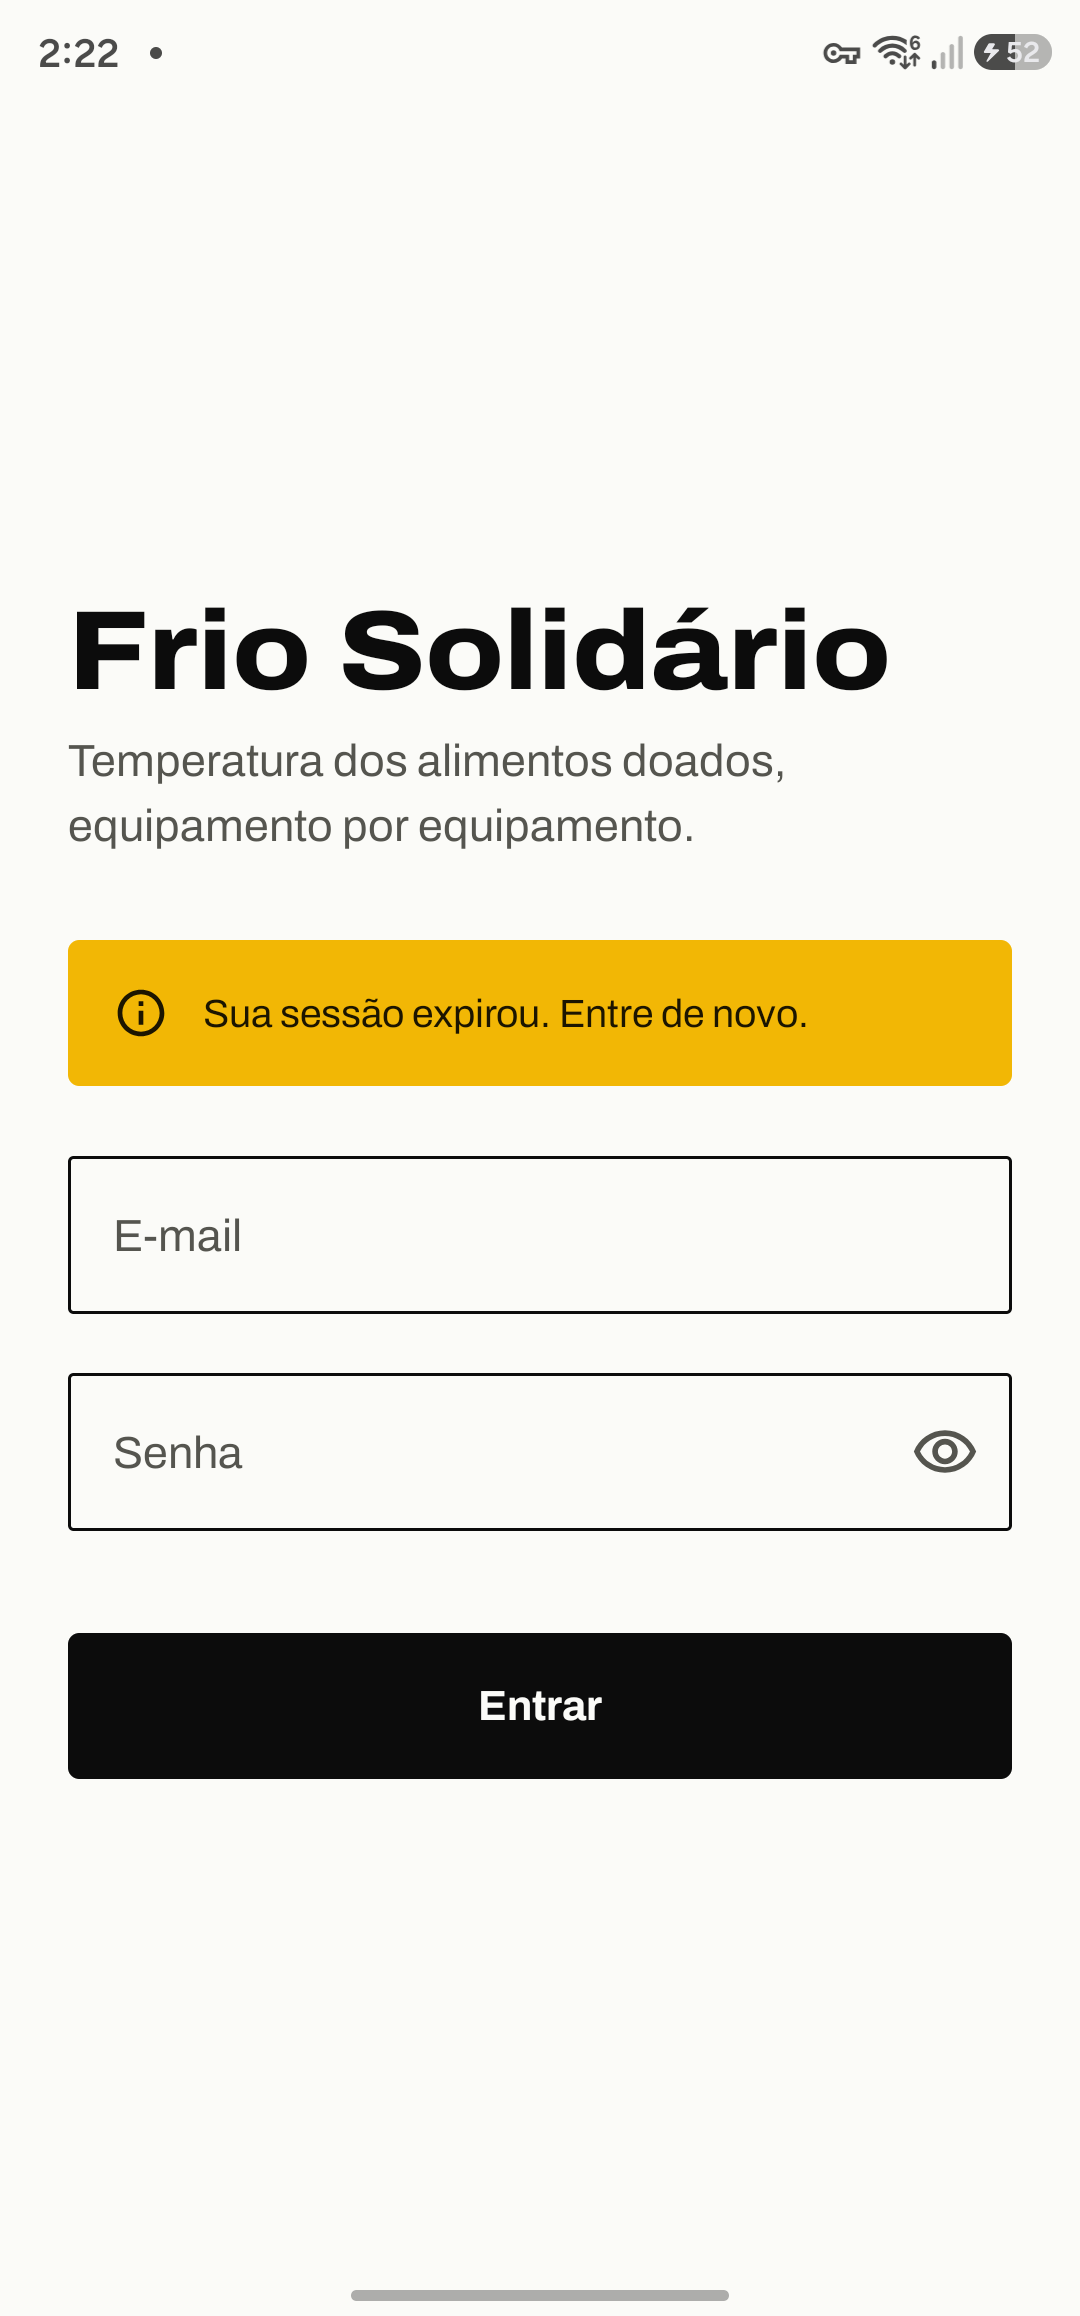 2:22
6
52
Frio Solidário
Temperatura dos alimentos doados,
equipamento por equipamento.
Sua sessão expirou. Entre de novo.
E-mail
Senha
Entrar